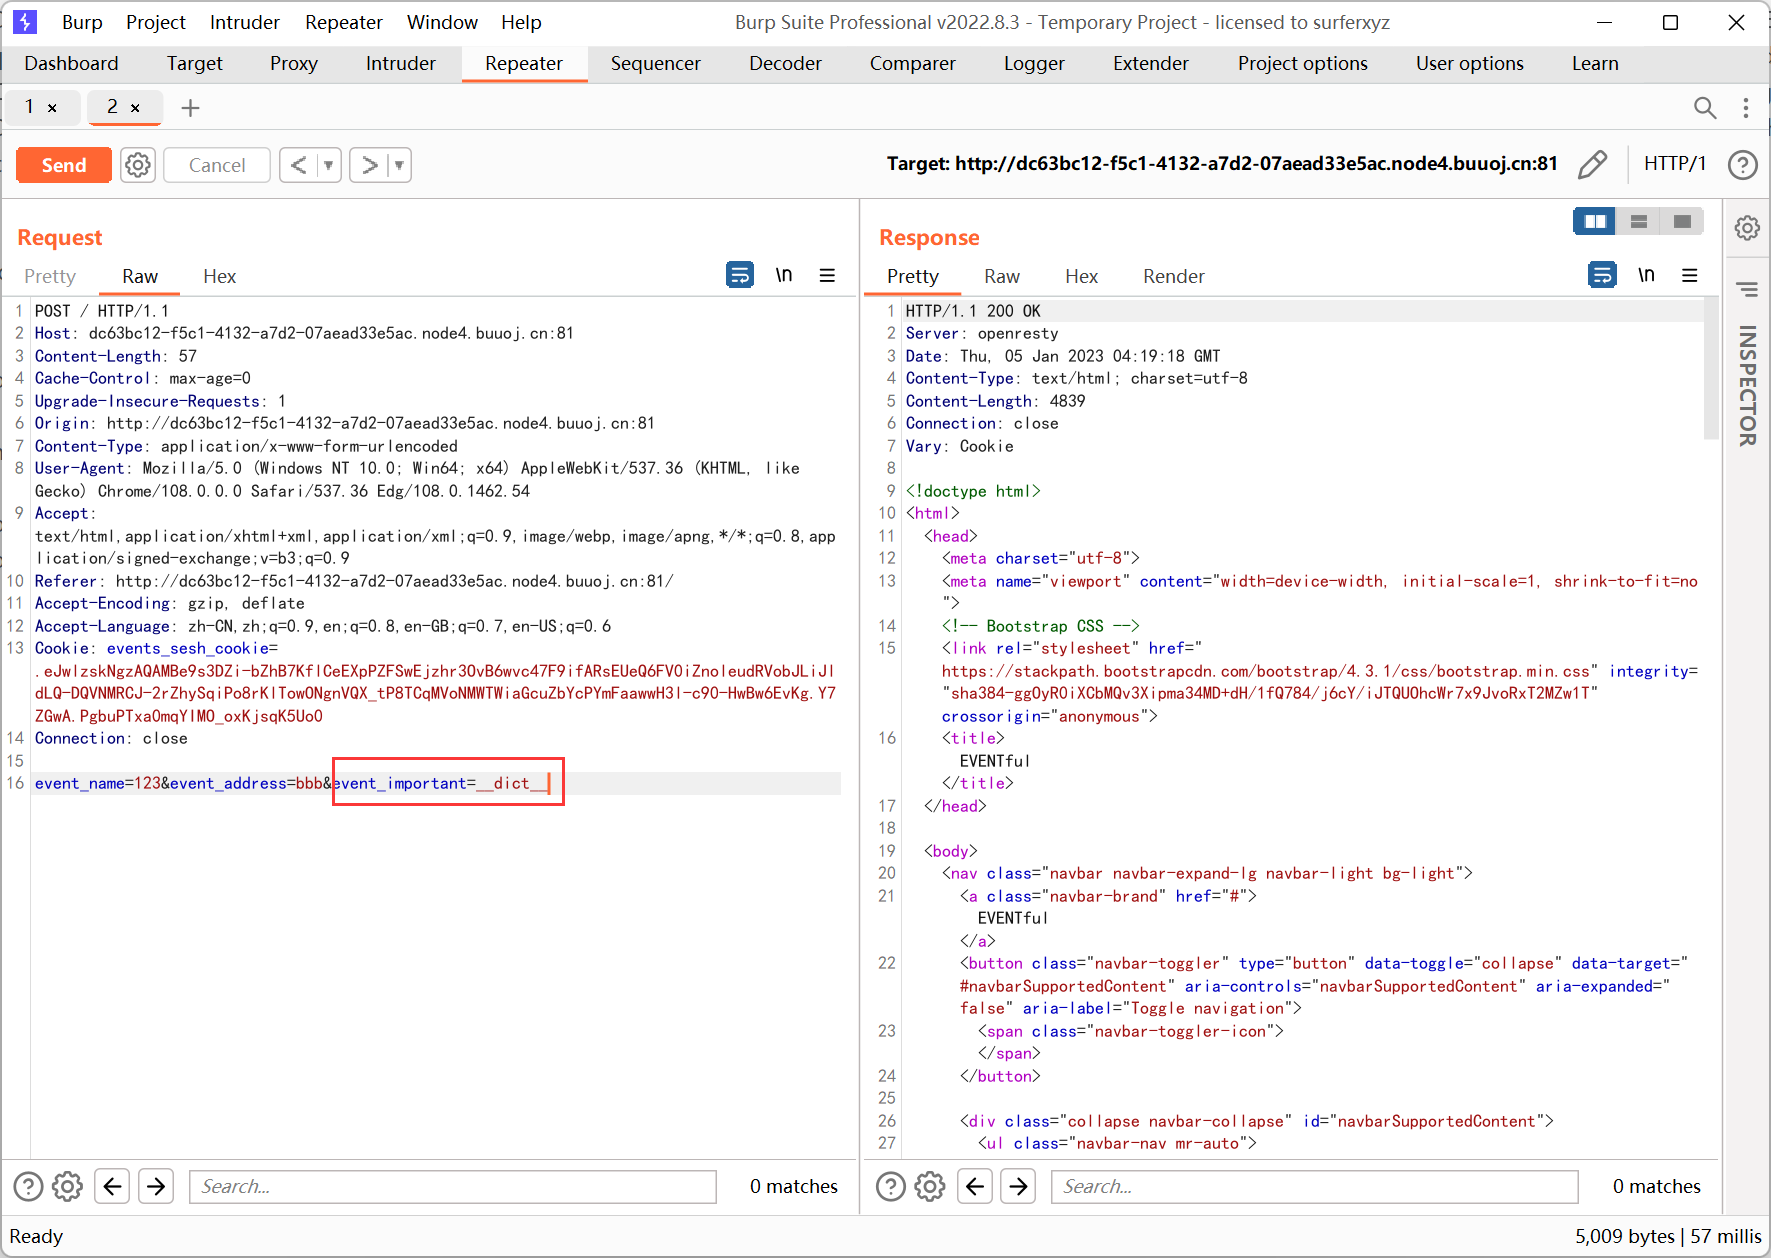 Burp Project Intruder Repeater Window Help
Burp Suite Professional v2022.8.3 - Temporary Project - licensed to surferxyz
Dashboard Target Proxy Intruder Repeater Sequencer Decoder Comparer Logger Extender Project options User options Learn
1 × 2 × +
Send Cancel < ▼ > ▼
Target: http://dc63bc12-f5c1-4132-a7d2-07aead33e5ac.node4.buuoj.cn:81 HTTP/1 ?
Request
Pretty Raw Hex \n
1 POST / HTTP/1.1
2 Host: dc63bc12-f5c1-4132-a7d2-07aead33e5ac.node4.buuoj.cn:81
3 Content-Length: 57
4 Cache-Control: max-age=0
5 Upgrade-Insecure-Requests: 1
6 Origin: http://dc63bc12-f5c1-4132-a7d2-07aead33e5ac.node4.buuoj.cn:81
7 Content-Type: application/x-www-form-urlencoded
8 User-Agent: Mozilla/5.0 (Windows NT 10.0; Win64; x64) AppleWebKit/537.36 (KHTML, like
Gecko) Chrome/108.0.0.0 Safari/537.36 Edg/108.0.1462.54
9 Accept:
text/html,application/xhtml+xml,application/xml;q=0.9,image/webp,image/apng,*/*;q=0.8,app
lication/signed-exchange;v=b3;q=0.9
10 Referer: http://dc63bc12-f5c1-4132-a7d2-07aead33e5ac.node4.buuoj.cn:81/
11 Accept-Encoding: gzip, deflate
12 Accept-Language: zh-CN,zh;q=0.9,en;q=0.8,en-GB;q=0.7,en-US;q=0.6
13 Cookie: events_sesh_cookie=
14 Connection: close
15
16 event_name=123&event_address=bbb&event_important=__dict__
Search... 0 matches
Response
Pretty Raw Hex Render \n
1 HTTP/1.1 200 OK
2 Server: openresty
3 Date: Thu, 05 Jan 2023 04:19:18 GMT
4 Content-Type: text/html; charset=utf-8
5 Content-Length: 4839
6 Connection: close
7 Vary: Cookie
8
9 <!doctype html>
10 <html>
11 <head>
12 <meta charset="utf-8">
13 <meta name="viewport" content="width=device-width, initial-scale=1, shrink-to-fit=no
">
14 <!-- Bootstrap CSS -->
15 <link rel="stylesheet" href="
https://stackpath.bootstrapcdn.com/bootstrap/4.3.1/css/bootstrap.min.css" integrity=
"sha384-ggOyR0iXCbMQv3Xipma34MD+dH/1fQ784/j6cY/iJTQUOhcWr7x9JvoRxT2MZw1T"
crossorigin="anonymous">
16 <title>
EVENTful
</title>
17 </head>
18
19 <body>
20 <nav class="navbar navbar-expand-lg navbar-light bg-light">
21 <a class="navbar-brand" href="#">
EVENTful
</a>
22 <button class="navbar-toggler" type="button" data-toggle="collapse" data-target="
#navbarSupportedContent" aria-controls="navbarSupportedContent" aria-expanded="
false" aria-label="Toggle navigation">
23 <span class="navbar-toggler-icon">
</span>
24 </button>
25
26 <div class="collapse navbar-collapse" id="navbarSupportedContent">
27 <ul class="navbar-nav mr-auto">
Search... 0 matches
INSPECTOR
Ready
5,009 bytes | 57 millis